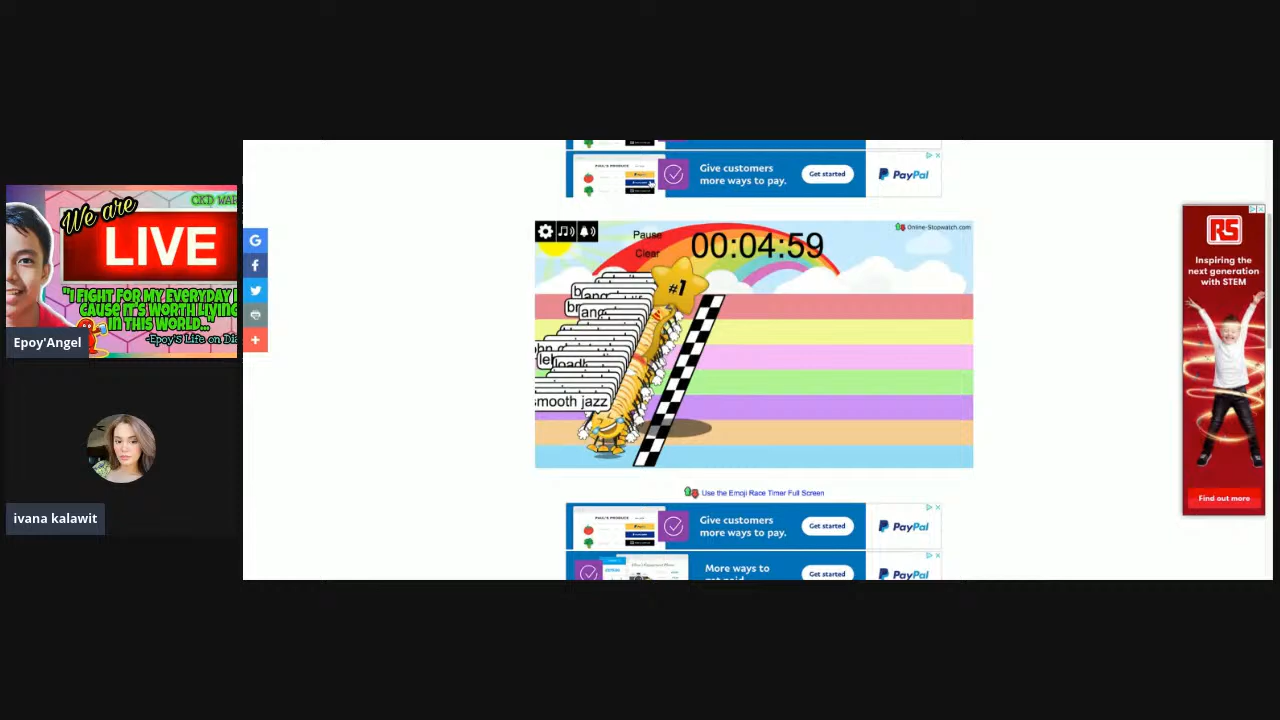 We are
CKD WAR
LIVE
"I FIGHT FOR MY EVERYDAY
CAUSE IT'S WORTH LIVING
IN THIS WORLD..."
-Epoy's Life on Dia
Epoy'Angel
ivana kalawit
Give customers
more ways to pay.
Get started
PayPal
Pause
Clear
00:04:59
Online-Stopwatch.com
#1
smooth jazz
Use the Emoji Race Timer Full Screen
Give customers
more ways to pay.
Get started
PayPal
More ways to
Get started
PayPal
RS
Inspiring the
next generation
with STEM
Find out more